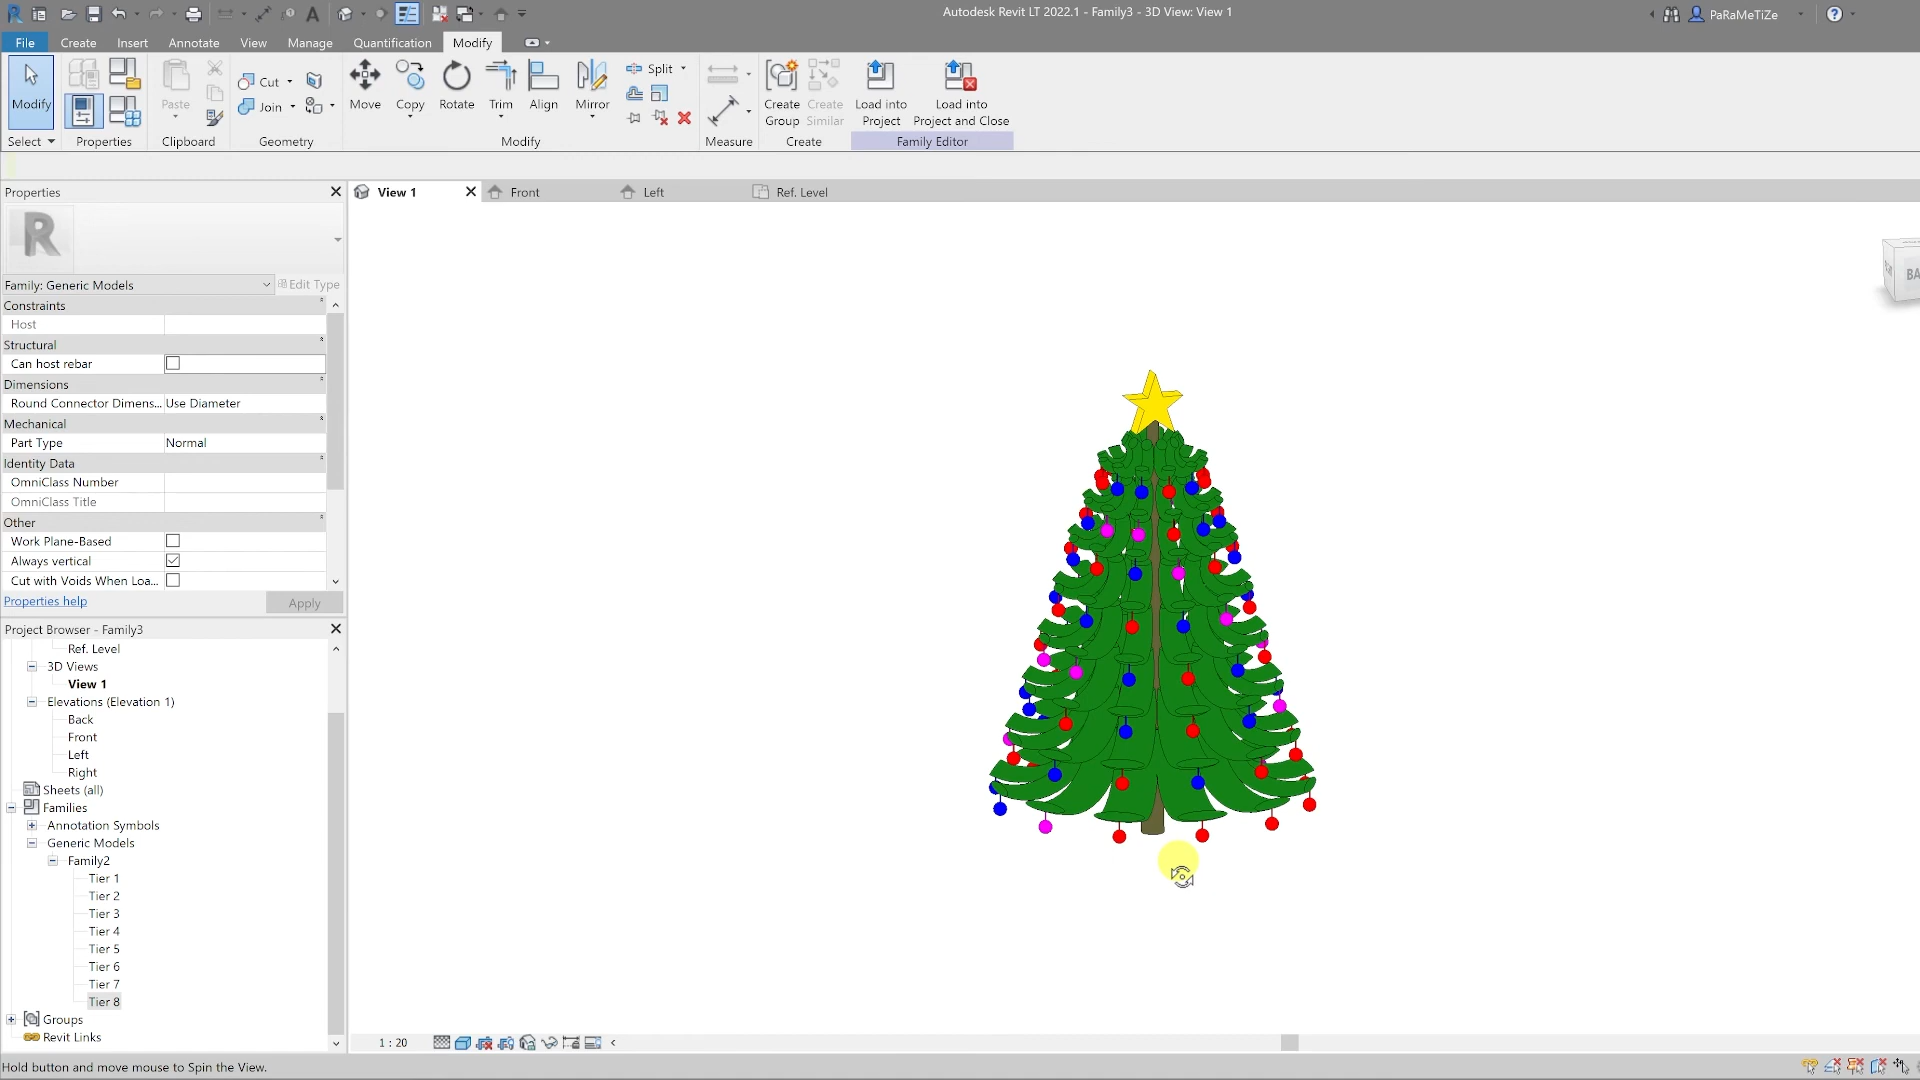 Autodesk Revit LT 2022.1 - Family3 - 3D View: View 1
PaRaMeTiZe
File Create Insert Annotate View Manage Quantification Modify
Modify
Paste
Cut
Join
Move Copy Rotate Trim Align Mirror
Split
Create Group
Create Similar
Load into Project
Load into Project and Close
Select Properties Clipboard Geometry Modify Measure Create Family Editor
Properties
View 1 Front Left Ref. Level
R
Family: Generic Models Edit Type
Constraints
Host
Structural
Can host rebar
Dimensions
Round Connector Dimens... Use Diameter
Mechanical
Part Type Normal
Identity Data
OmniClass Number
OmniClass Title
Other
Work Plane-Based
Always vertical
Cut with Voids When Loa...
Properties help Apply
Project Browser - Family3
Ref. Level
3D Views
View 1
Elevations (Elevation 1)
Back
Front
Left
Right
Sheets (all)
Families
Annotation Symbols
Generic Models
Family2
Tier 1
Tier 2
Tier 3
Tier 4
Tier 5
Tier 6
Tier 7
Tier 8
Groups
Revit Links
1 : 20
Hold button and move mouse to Spin the View.